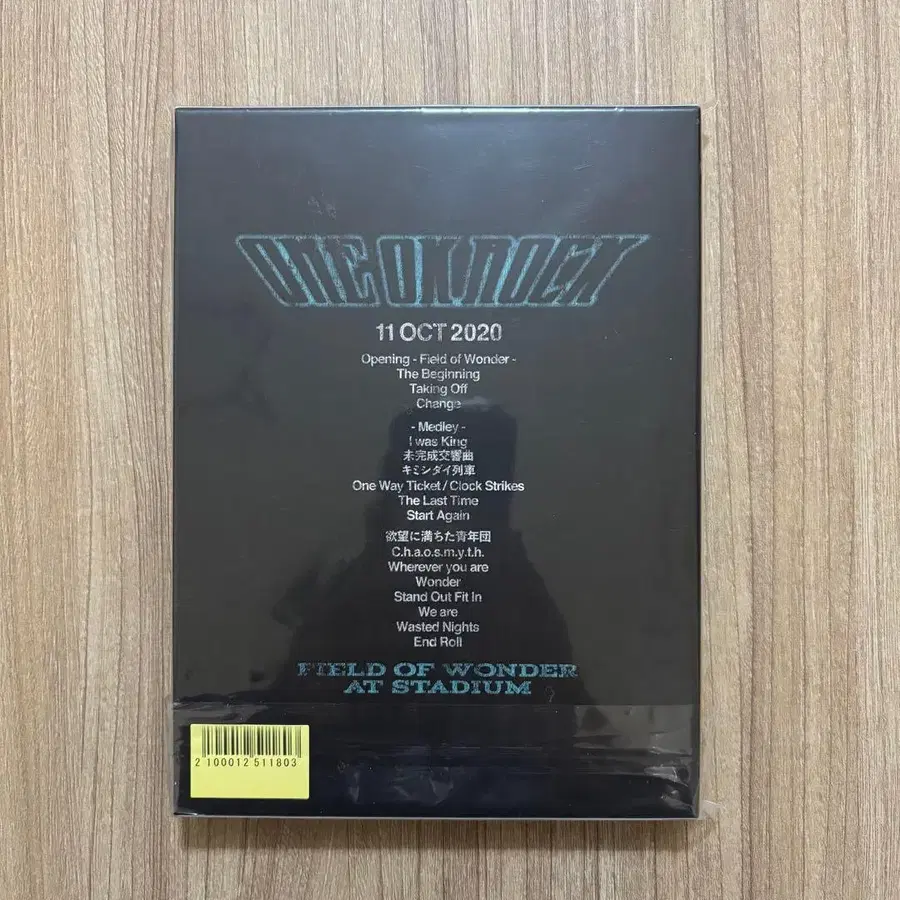 ONE OK ROCK
11 OCT 2020
Opening - Field of Wonder -
The Beginning
Taking Off
Change
- Medley -
I was King
未完成交響曲
キミシダイ列車
One Way Ticket / Clock Strikes
The Last Time
Start Again
欲望に満ちた青年団
C.h.a.o.s.m.y.t.h.
Wherever you are
Wonder
Stand Out Fit In
We are
Wasted Nights
End Roll
FIELD OF WONDER
AT STADIUM
2 100012 511803